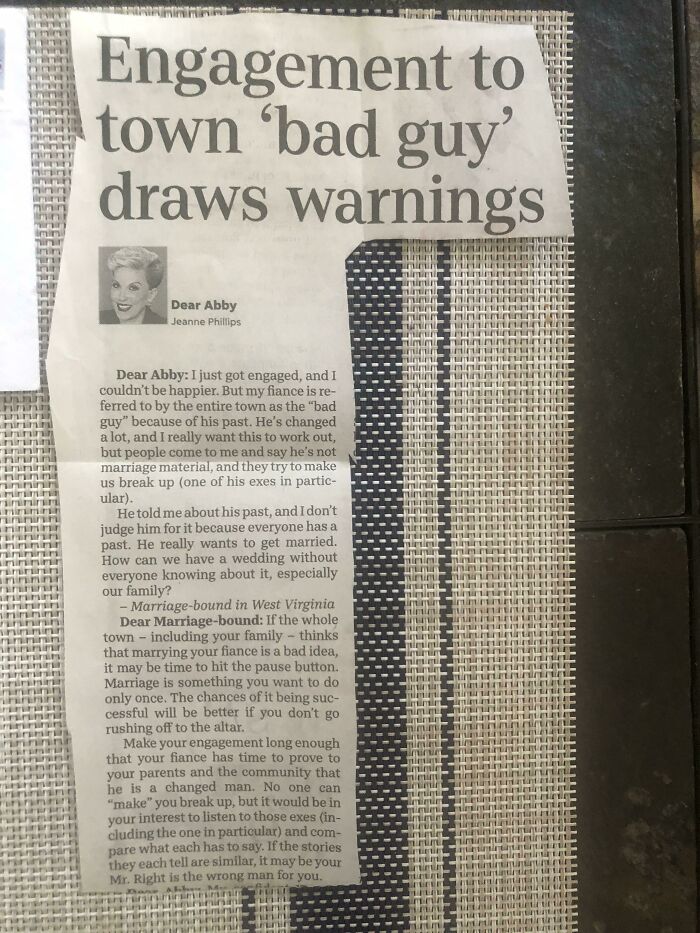 Engagement to
town ‘bad guy’
draws warnings
Dear Abby
Jeanne Phillips
Dear Abby: I just got engaged, and I
couldn't be happier. But my fiance is re-
ferred to by the entire town as the “bad
guy” because of his past. He's changed
a lot, and I really want this to work out,
but people come to me and say he's not
marriage material, and they try to make
us break up (one of his exes in partic-
ular).
He told me about his past, and I don't
judge him for it because everyone has a
past. He really wants to get married.
How can we have a wedding without
everyone knowing about it, especially
our family?
– Marriage-bound in West Virginia
Dear Marriage-bound: If the whole
town – including your family – thinks
that marrying your fiance is a bad idea,
it may be time to hit the pause button.
Marriage is something you want to do
only once. The chances of it being suc-
cessful will be better if you don't go
rushing off to the altar.
Make your engagement long enough
that your fiance has time to prove to
your parents and the community that
he is a changed man. No one can
“make” you break up, but it would be in
your interest to listen to those exes (in-
cluding the one in particular) and com-
pare what each has to say. If the stories
they each tell are similar, it may be your
Mr. Right is the wrong man for you.